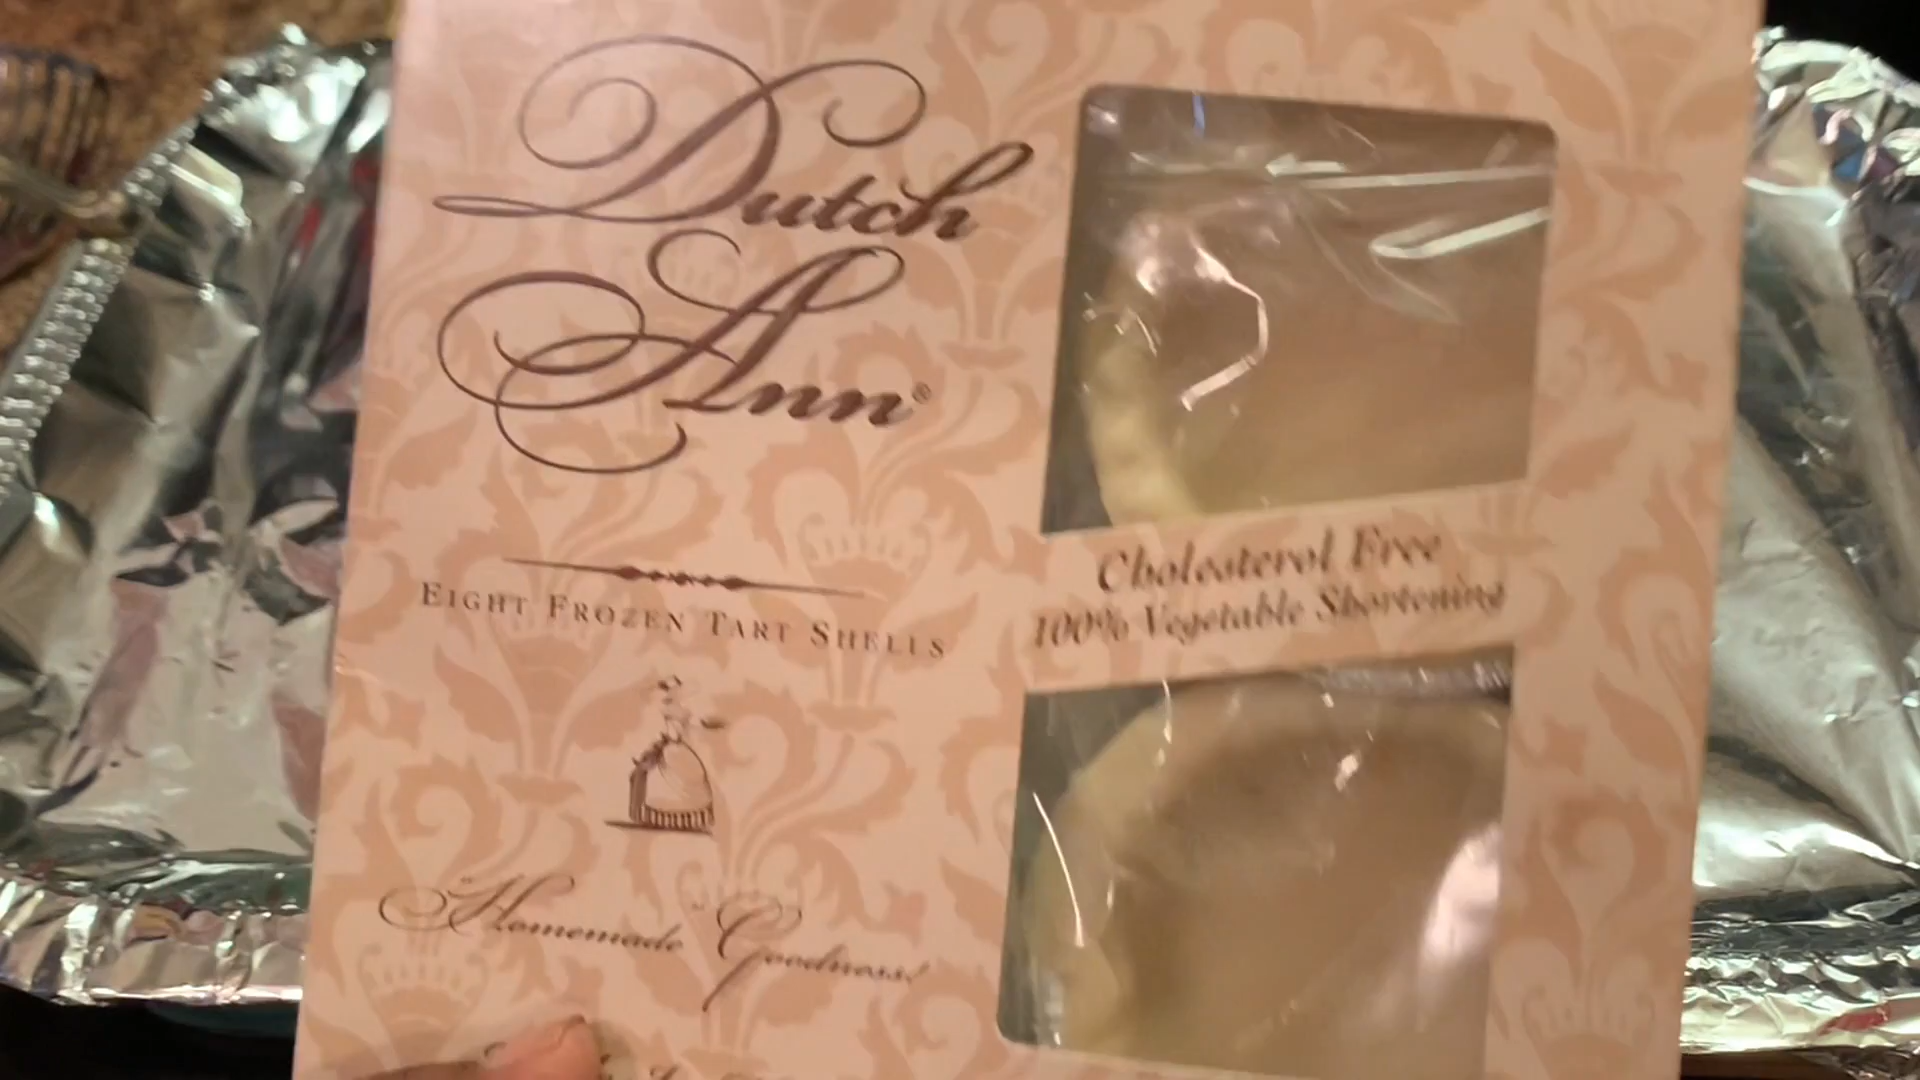 Dutch
Ann®
EIGHT FROZEN TART SHELLS
"Homemade Goodness!
Cholesterol Free
100% Vegetable Shortening